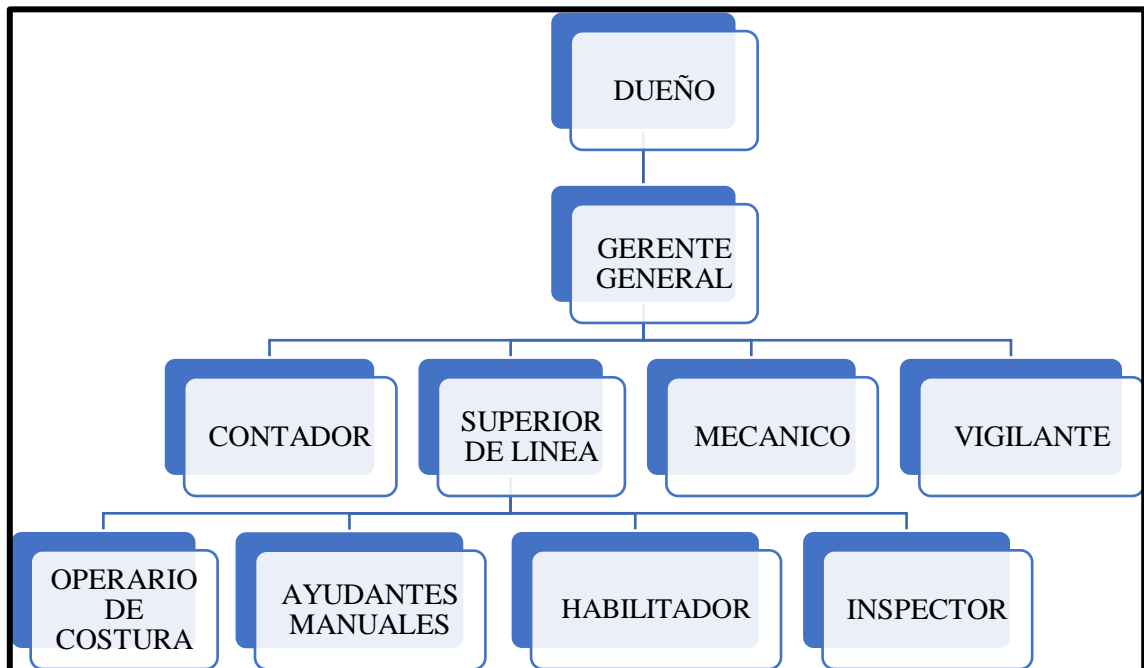 DUEÑO
GERENTE
GENERAL
CONTADOR
SUPERIOR
DE LINEA
MECANICO
VIGILANTE
OPERARIO
DE
COSTURA
AYUDANTES
MANUALES
HABILITADOR
INSPECTOR